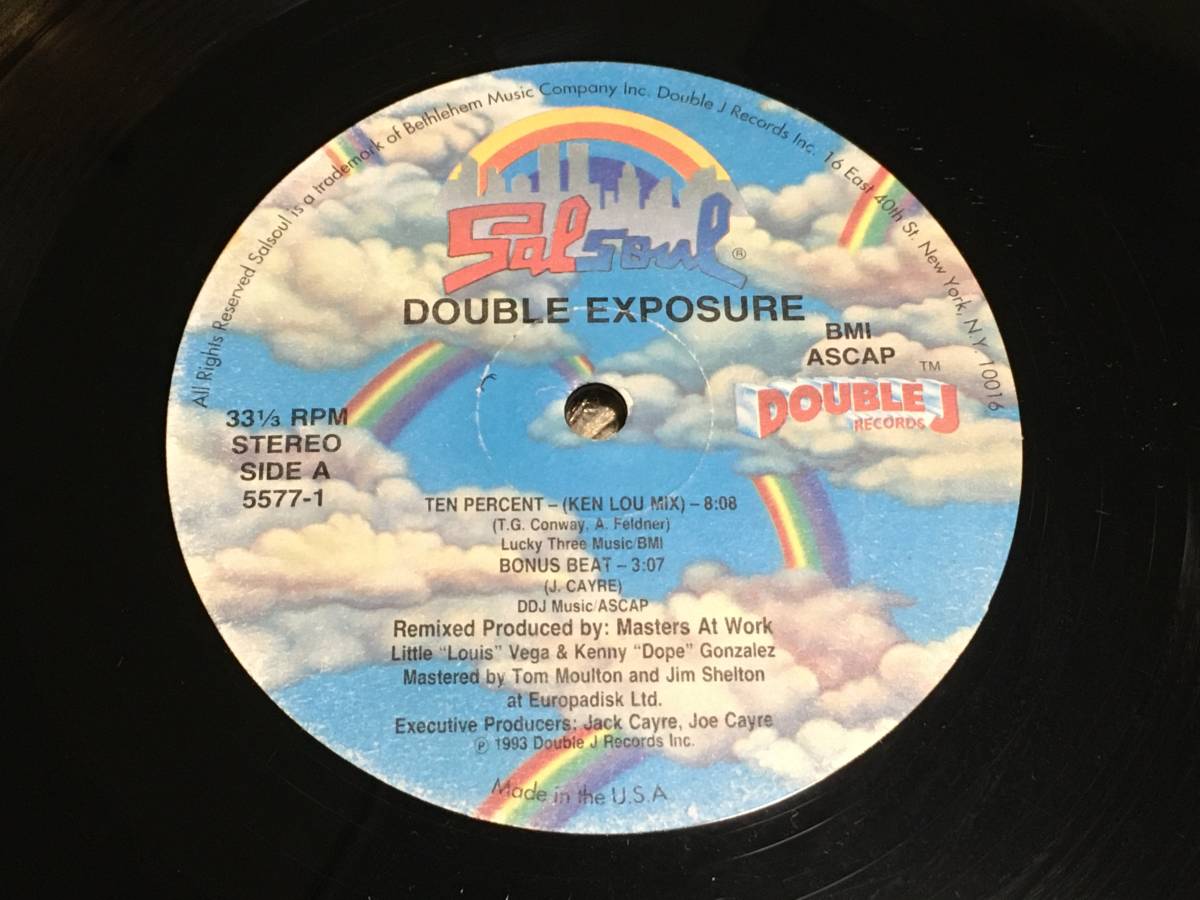 All Rights Reserved Salsoul is a trademark of Bethlehem Music Company Inc. Double J Records Inc. 16 East 40th St. New York, N.Y. 10016
Salsoul ®
DOUBLE EXPOSURE
BMI
ASCAP
DOUBLE J ™
RECORDS
33⅓ RPM
STEREO
SIDE A
5577-1
TEN PERCENT – (KEN LOU MIX) – 8:08
(T.G. Conway, A. Feldner)
Lucky Three Music/BMI
BONUS BEAT – 3:07
(J. CAYRE)
DDJ Music/ASCAP
Remixed Produced by: Masters At Work
Little "Louis" Vega & Kenny "Dope" Gonzalez
Mastered by Tom Moulton and Jim Shelton
at Europadisk Ltd.
Executive Producers: Jack Cayre, Joe Cayre
℗ 1993 Double J Records Inc.
Made in the U.S.A.